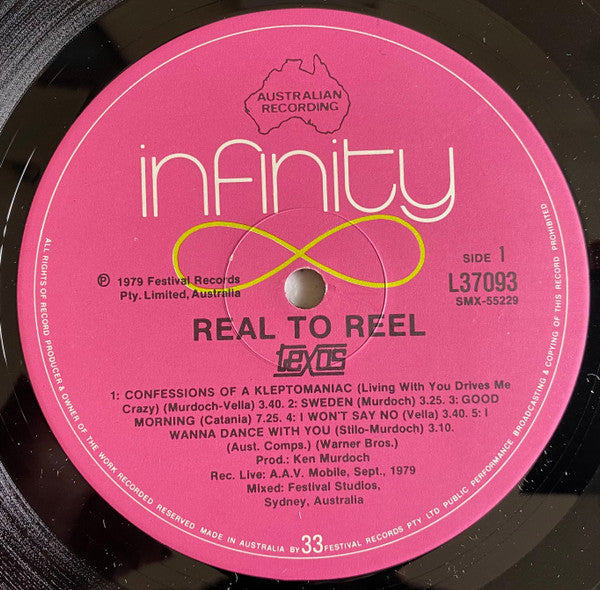 AUSTRALIAN
RECORDING
infinity
SIDE 1
L37093
SMX-55229
Ⓟ 1979 Festival Records
Pty. Limited, Australia
REAL TO REEL
texas
1: CONFESSIONS OF A KLEPTOMANIAC (Living With You Drives Me
Crazy) (Murdoch-Vella) 3.40. 2: SWEDEN (Murdoch) 3.25. 3: GOOD
MORNING (Catania) 7.25. 4: I WON'T SAY NO (Vella) 3.40. 5: I
WANNA DANCE WITH YOU (Stillo-Murdoch) 3.10.
(Aust. Comps.) (Warner Bros.)
Prod.: Ken Murdoch
Rec. Live: A.A.V. Mobile, Sept., 1979
Mixed: Festival Studios,
Sydney, Australia
ALL RIGHTS OF RECORD PRODUCER & OWNER OF THE WORK RECORDED RESERVED MADE IN AUSTRALIA BY 33 FESTIVAL RECORDS PTY LTD PUBLIC PERFORMANCE BROADCASTING & COPYING OF THIS RECORD PROHIBITED